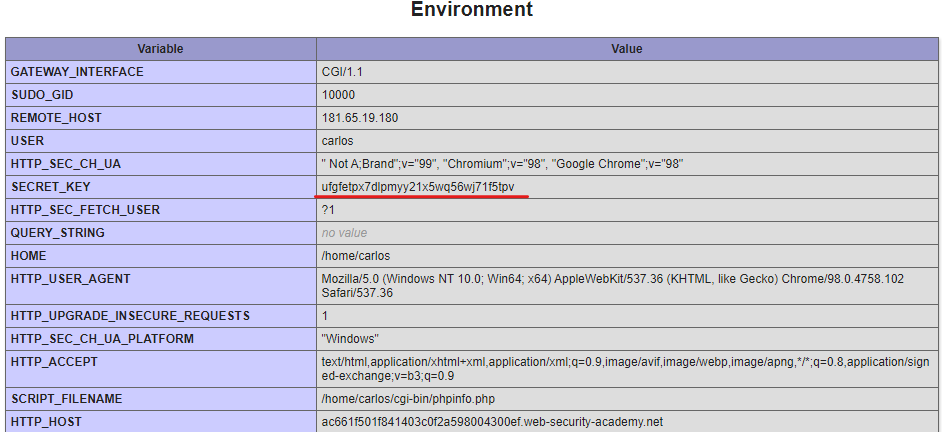 Environment
Variable Value
GATEWAY_INTERFACE CGI/1.1
SUDO_GID 10000
REMOTE_HOST 181.65.19.180
USER carlos
HTTP_SEC_CH_UA " Not A;Brand";v="99", "Chromium";v="98", "Google Chrome";v="98"
SECRET_KEY ufgfetpx7dlpmyy21x5wq56wj71f5tpv
HTTP_SEC_FETCH_USER ?1
QUERY_STRING no value
HOME /home/carlos
HTTP_USER_AGENT Mozilla/5.0 (Windows NT 10.0; Win64; x64) AppleWebKit/537.36 (KHTML, like Gecko) Chrome/98.0.4758.102
Safari/537.36
HTTP_UPGRADE_INSECURE_REQUESTS 1
HTTP_SEC_CH_UA_PLATFORM "Windows"
HTTP_ACCEPT text/html,application/xhtml+xml,application/xml;q=0.9,image/avif,image/webp,image/apng,*/*;q=0.8,application/sign
ed-exchange;v=b3;q=0.9
SCRIPT_FILENAME /home/carlos/cgi-bin/phpinfo.php
HTTP_HOST ac661f501f841403c0f2a598004300ef.web-security-academy.net